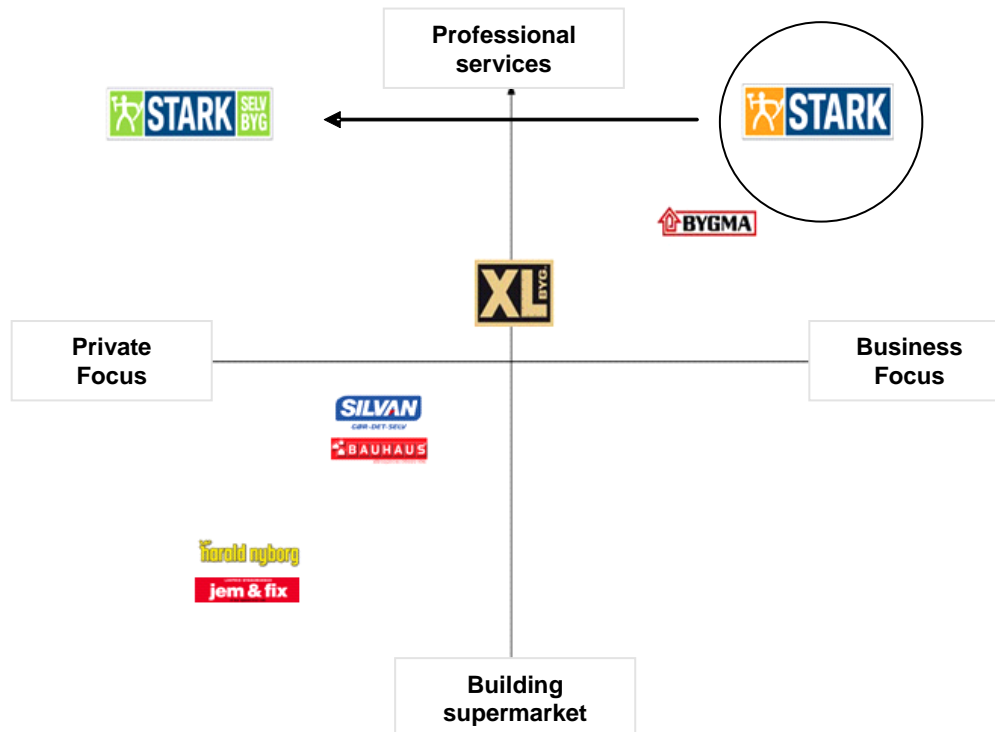 Professional
services
STARK
SELV
BYG
STARK
BYGMA
XL
BYG.
Private
Focus
Business
Focus
SILVAN
GØR-DET-SELV
BAUHAUS
harald nyborg
jem & fix
Building
supermarket